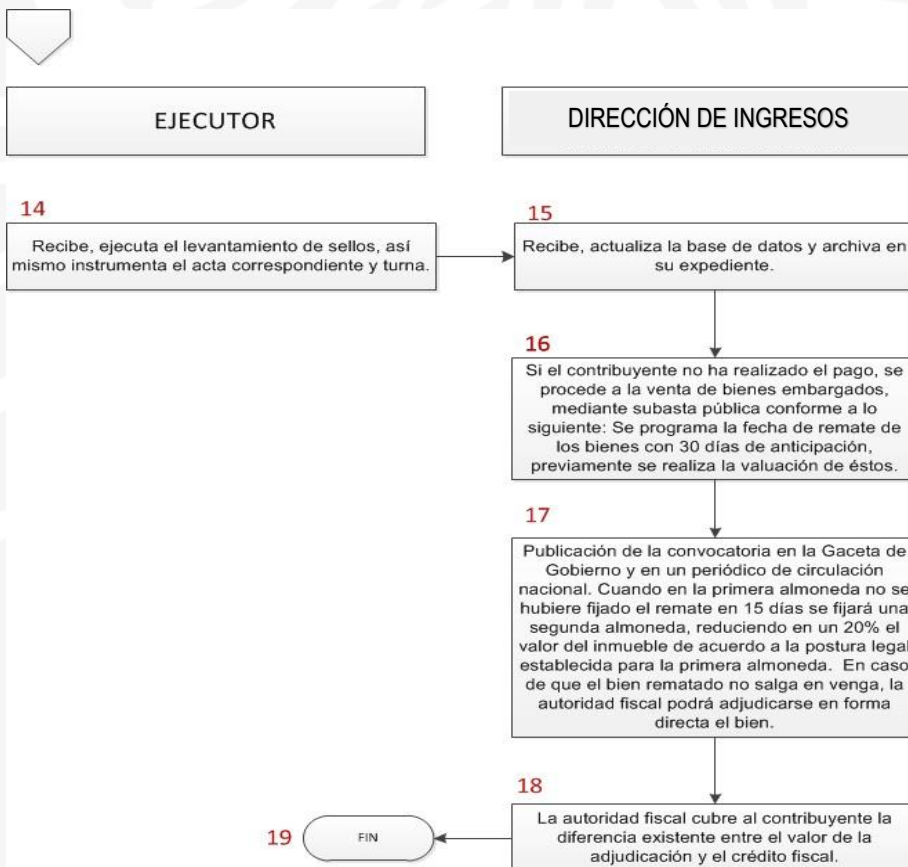 EJECUTOR
DIRECCIÓN DE INGRESOS
14
Recibe, ejecuta el levantamiento de sellos, así
mismo instrumenta el acta correspondiente y turna.
15
Recibe, actualiza la base de datos y archiva en
su expediente.
16
Si el contribuyente no ha realizado el pago, se
procede a la venta de bienes embargados,
mediante subasta pública conforme a lo
siguiente: Se programa la fecha de remate de
los bienes con 30 días de anticipación,
previamente se realiza la valuación de éstos.
17
Publicación de la convocatoria en la Gaceta de
Gobierno y en un periódico de circulación
nacional. Cuando en la primera almoneda no se
hubiere fijado el remate en 15 días se fijará una
segunda almoneda, reduciendo en un 20% el
valor del inmueble de acuerdo a la postura legal
establecida para la primera almoneda. En caso
de que el bien rematado no salga en venga, la
autoridad fiscal podrá adjudicarse en forma
directa el bien.
18
La autoridad fiscal cubre al contribuyente la
diferencia existente entre el valor de la
adjudicación y el crédito fiscal.
19
FIN